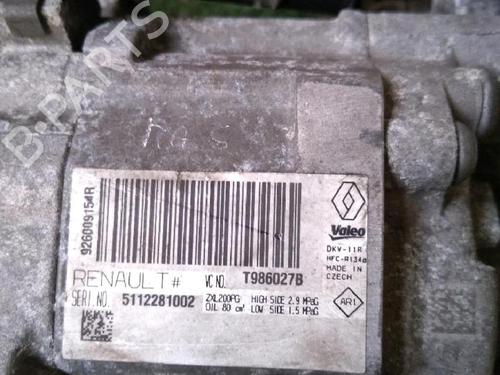 B-PARTS
926009154R
RENAULT #
VC NO. T986027B
SERI.NO. 5112281002
ZXL200PG HIGH SIDE 2.9 MPaG
OIL 80 cm³ LOW SIDE 1.5 MPaG
Valeo
DKV-11R
HFC-R134a
MADE IN
CZECH
AR1